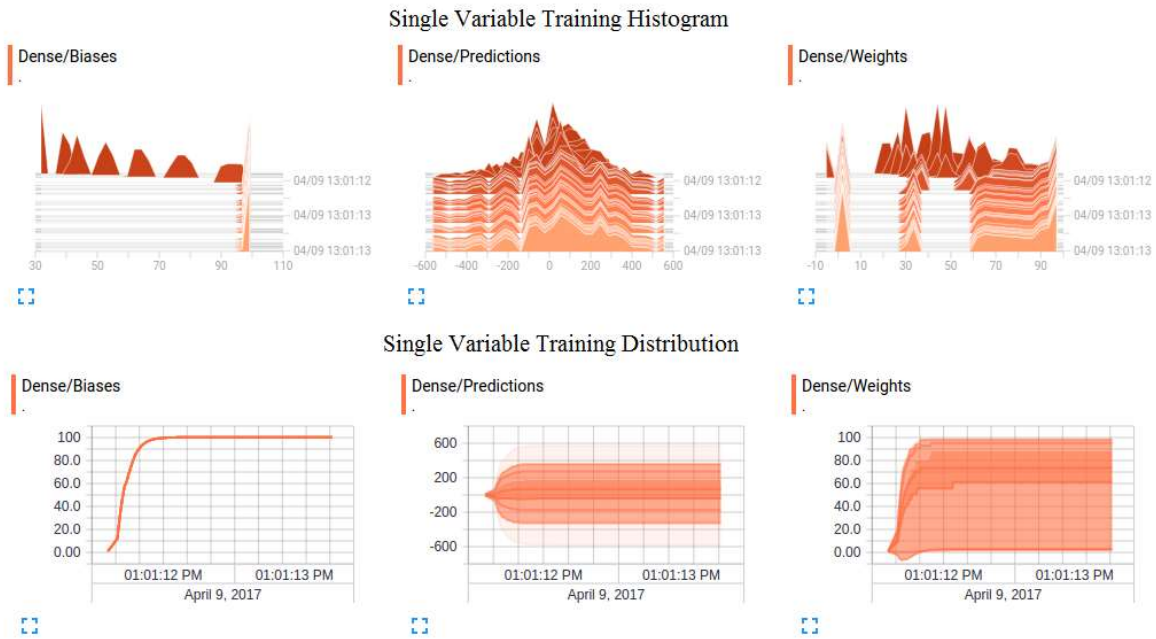 Single Variable Training Histogram
Dense/Biases
.
04/09 13:01:12
04/09 13:01:13
04/09 13:01:13
30 50 70 90 110
Dense/Predictions
.
04/09 13:01:12
04/09 13:01:13
04/09 13:01:13
-600 -400 -200 0 200 400 600
Dense/Weights
.
04/09 13:01:12
04/09 13:01:13
04/09 13:01:13
-10 10 30 50 70 90
Single Variable Training Distribution
Dense/Biases
.
100
80.0
60.0
40.0
20.0
0.00
01:01:12 PM 01:01:13 PM
April 9, 2017
Dense/Predictions
.
600
200
-200
-600
01:01:12 PM 01:01:13 PM
April 9, 2017
Dense/Weights
.
100
80.0
60.0
40.0
20.0
0.00
01:01:12 PM 01:01:13 PM
April 9, 2017